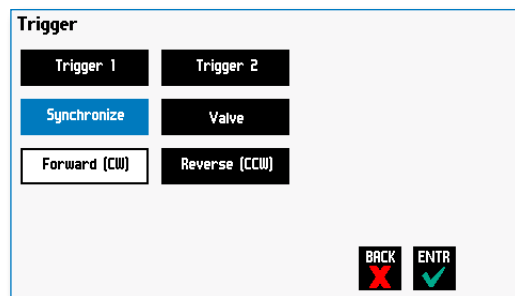 Trigger
Trigger 1 Trigger 2
Synchronize Valve
Forward (CW) Reverse (CCW)
BACK ENTR